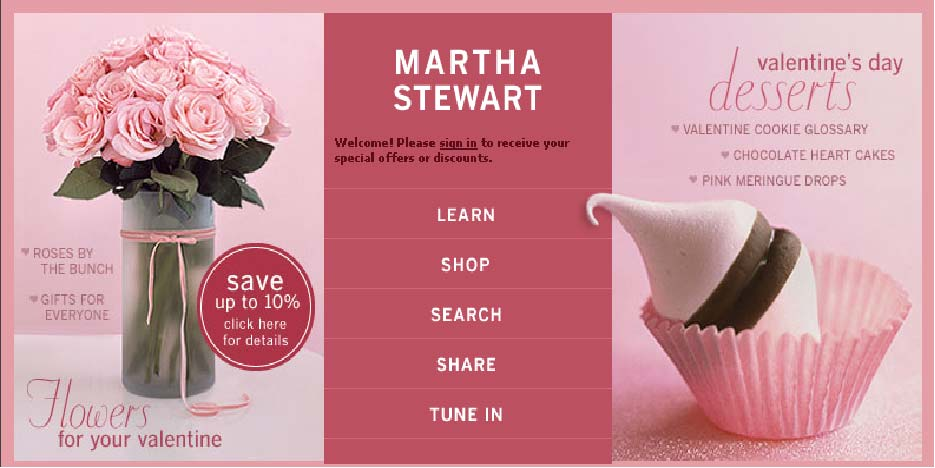 ROSES BY
THE BUNCH
GIFTS FOR
EVERYONE
save
up to 10%
click here
for details
Flowers
for your valentine
MARTHA
STEWART
Welcome! Please sign in to receive your
special offers or discounts.
LEARN
SHOP
SEARCH
SHARE
TUNE IN
valentine's day
desserts
VALENTINE COOKIE GLOSSARY
CHOCOLATE HEART CAKES
PINK MERINGUE DROPS